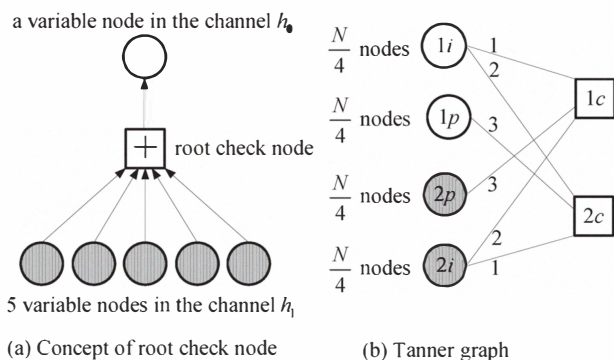 a variable node in the channel h₀
+
root check node
5 variable nodes in the channel h₁
(a) Concept of root check node
N/4 nodes 1i
N/4 nodes 1p
N/4 nodes 2p
N/4 nodes 2i
1
2
3
3
2
1
1c
2c
(b) Tanner graph